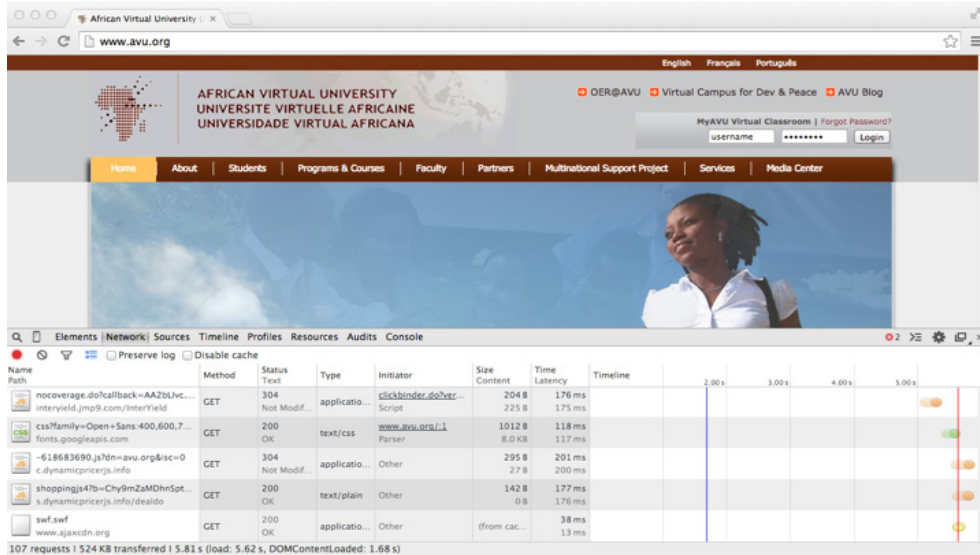 African Virtual University
www.avu.org
English Français Português
AFRICAN VIRTUAL UNIVERSITY
UNIVERSITE VIRTUELLE AFRICAINE
UNIVERSIDADE VIRTUAL AFRICANA
OER@AVU Virtual Campus for Dev & Peace AVU Blog
MyAVU Virtual Classroom | Forgot Password?
username •••••••• Login
Home About Students Programs & Courses Faculty Partners Multinational Support Project Services Media Center
Elements Network Sources Timeline Profiles Resources Audits Console 2
Preserve log Disable cache
Name Method Status Type Initiator Size Time Timeline
Path Text Content Latency 2.00 s 3.00 s 4.00 s 5.00 s
nocoverage.do?callback=AA2bLlvc... GET 304 applicatio... clickbinder.do?ver... 204 B 176 ms
interyield.jmp9.com/InterYield Not Modif... Script 225 B 175 ms
css?family=Open+Sans:400,600,7... GET 200 text/css www.avu.org/:1 1012 B 118 ms
fonts.googleapis.com OK Parser 8.0 KB 117 ms
-618683690.js?dn=avu.org&isc=0 GET 304 applicatio... Other 295 B 201 ms
c.dynamicpricerjs.info Not Modif... 27 B 200 ms
shoppingjs4?b=Chy9mZaMDhnSpt... GET 200 text/plain Other 142 B 177 ms
s.dynamicpricerjs.info/dealdo OK 0 B 176 ms
swf.swf GET 200 applicatio... Other (from cac... 38 ms
www.ajaxcdn.org OK 13 ms
107 requests | 524 KB transferred | 5.81 s (load: 5.62 s, DOMContentLoaded: 1.68 s)